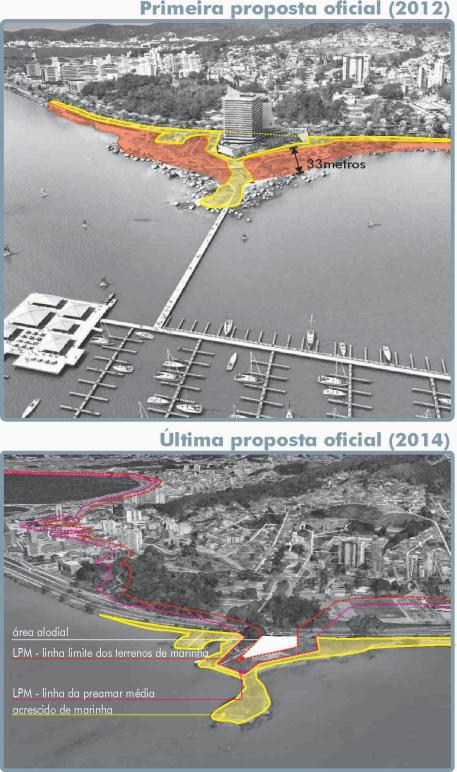 Primeira proposta oficial (2012)
33metros
Última proposta oficial (2014)
área alodial
LPM - linha limite dos terrenos de marinha
LPM - linha da preamar média
acrescido de marinha